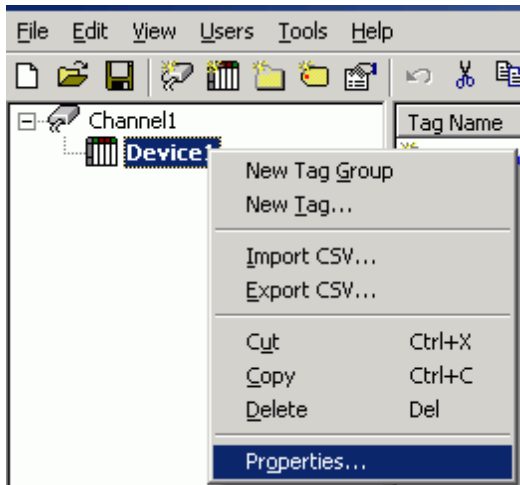 File Edit View Users Tools Help
Channel1
Tag Name
Device1
New Tag Group
New Tag...
Import CSV...
Export CSV...
Cut Ctrl+X
Copy Ctrl+C
Delete Del
Properties...